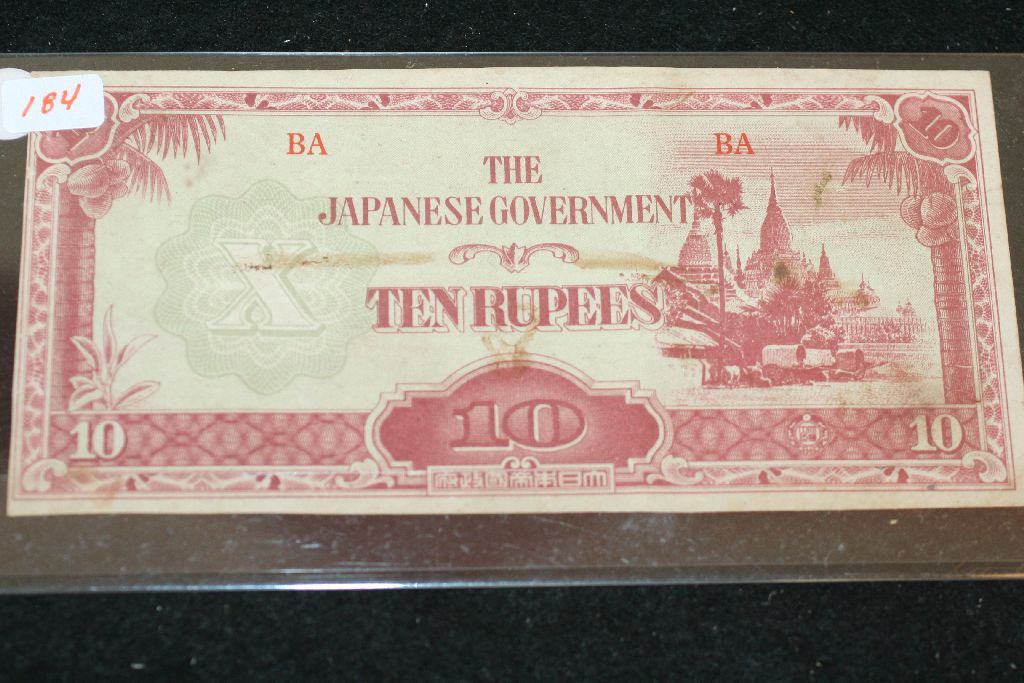 184
10
BA BA
THE
JAPANESE GOVERNMENT
X
TEN RUPEES
10
10
10
府政國帝本日大